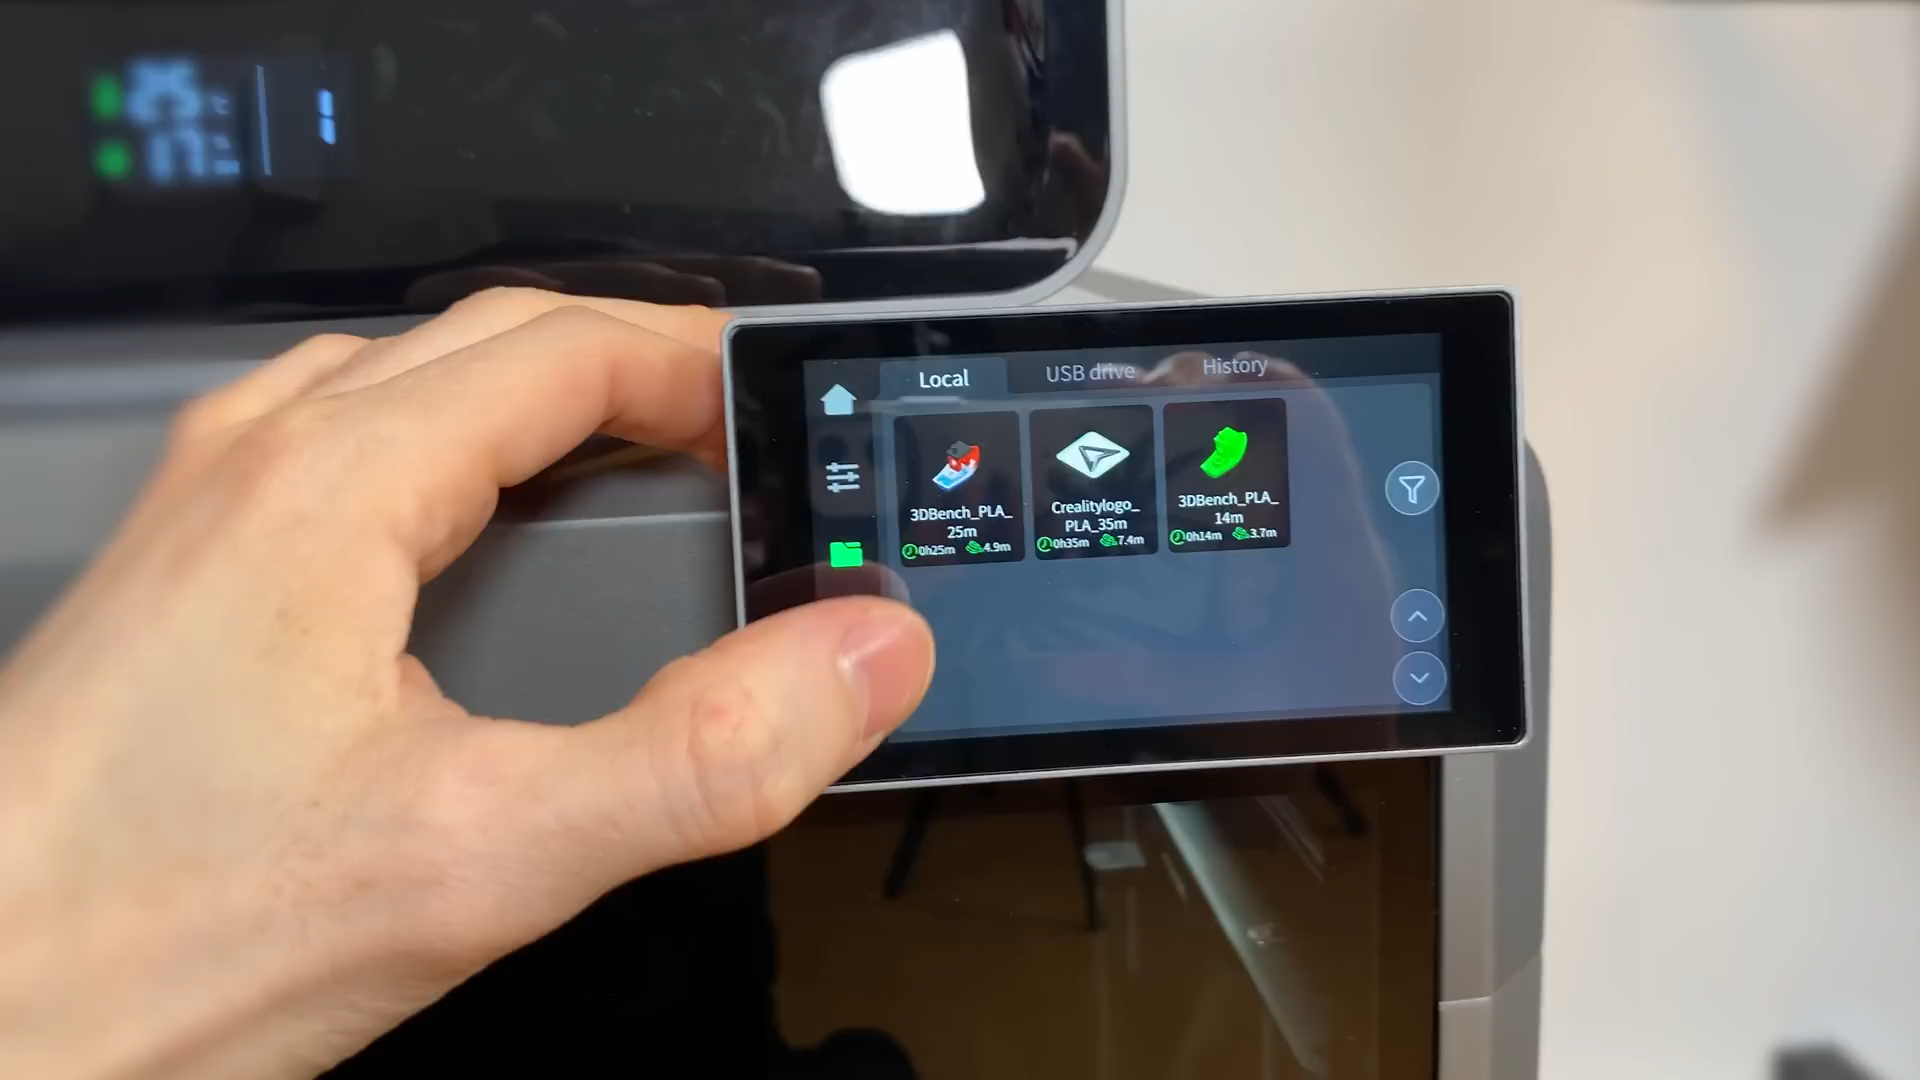 Local
USB drive
History
3DBench_PLA_
25m
0h25m
4.9m
Crealitylogo_
PLA_35m
0h35m
7.4m
3DBench_PLA_
14m
0h14m
3.7m